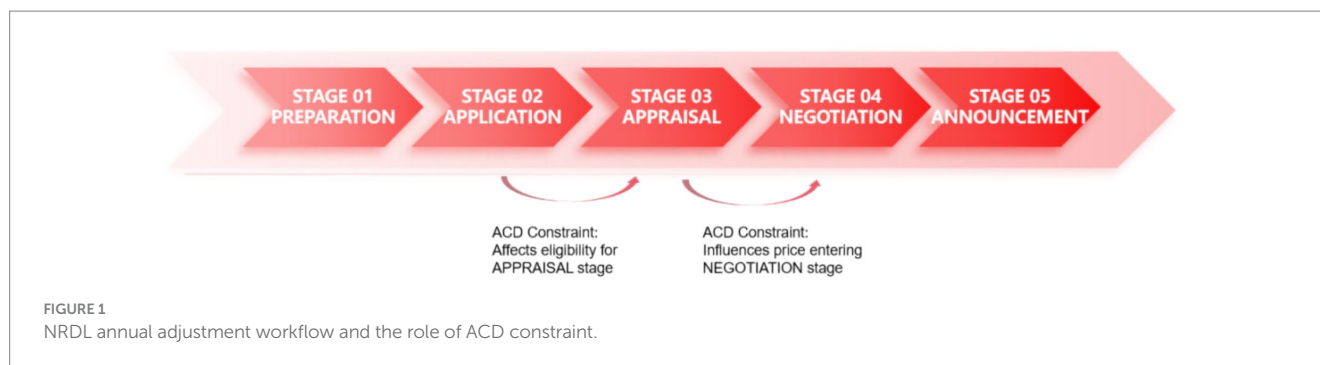 STAGE 01
PREPARATION
STAGE 02
APPLICATION
STAGE 03
APPRAISAL
STAGE 04
NEGOTIATION
STAGE 05
ANNOUNCEMENT
ACD Constraint:
Affects eligibility for
APPRAISAL stage
ACD Constraint:
Influences price entering
NEGOTIATION stage
FIGURE 1
NRDL annual adjustment workflow and the role of ACD constraint.